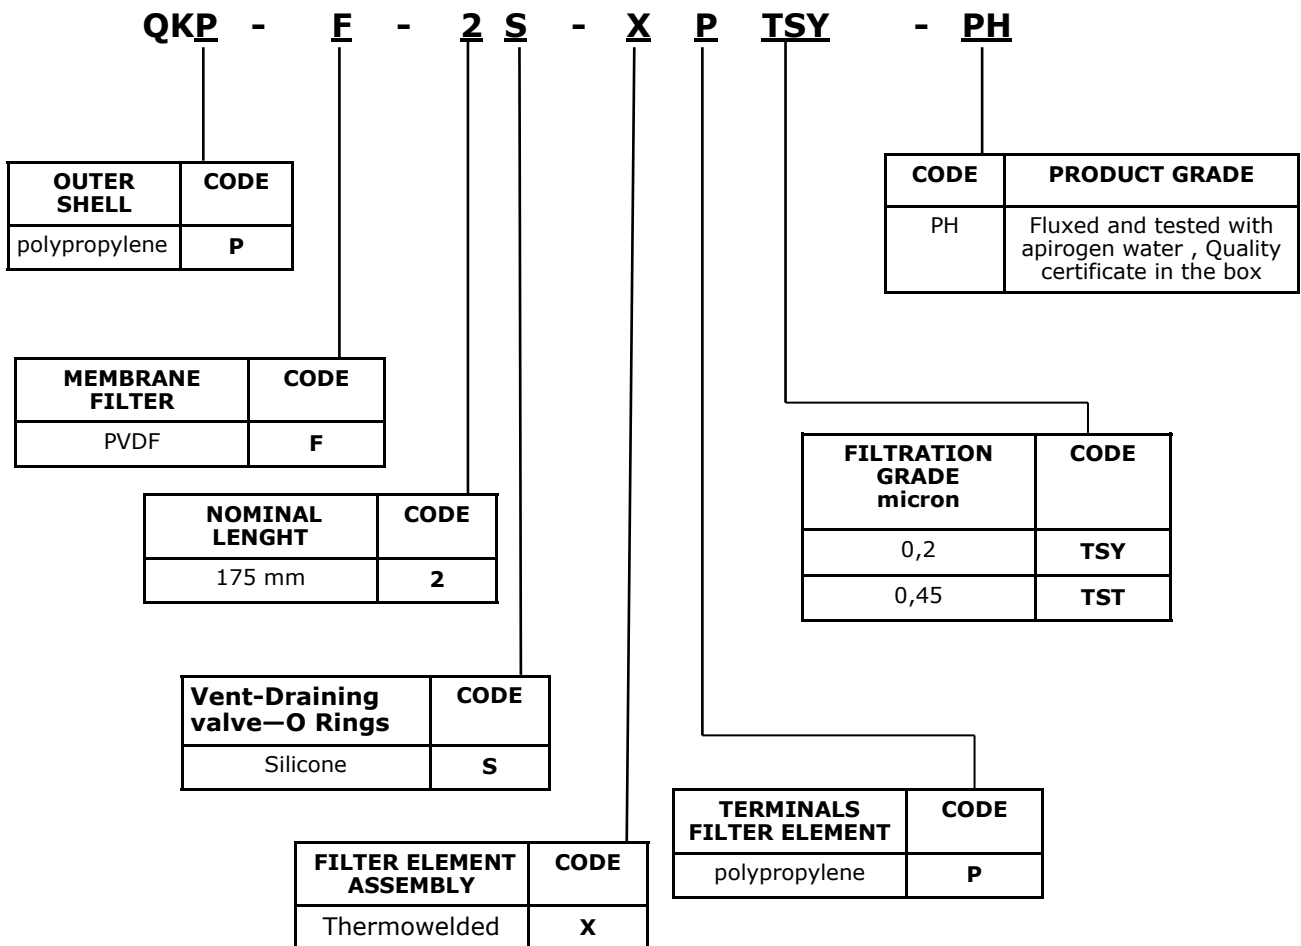 QKP - F - 2 S - X P TSY - PH
OUTER SHELL CODE
polypropylene P
CODE PRODUCT GRADE
PH Fluxed and tested with apirogen water , Quality certificate in the box
MEMBRANE FILTER CODE
PVDF F
FILTRATION GRADE micron CODE
0,2 TSY
0,45 TST
NOMINAL LENGHT CODE
175 mm 2
Vent-Draining valve—O Rings CODE
Silicone S
TERMINALS FILTER ELEMENT CODE
polypropylene P
FILTER ELEMENT ASSEMBLY CODE
Thermowelded X